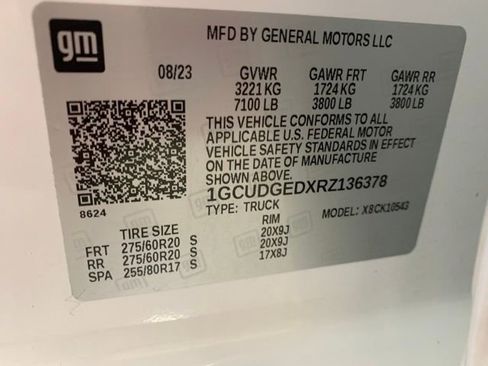 gm
MFD BY GENERAL MOTORS LLC
08/23 GVWR GAWR FRT GAWR RR
3221 KG 1724 KG 1724 KG
7100 LB 3800 LB 3800 LB
THIS VEHICLE CONFORMS TO ALL
APPLICABLE U.S. FEDERAL MOTOR
VEHICLE SAFETY STANDARDS IN EFFECT
ON THE DATE OF MANUFACTURE
SHOWN ABOVE.
1GCUDGEDXRZ136378
8624
TYPE: TRUCK MODEL: X8CK10543
TIRE SIZE RIM
FRT 275/60R20 S 20X9J
RR 275/60R20 S 20X9J
SPA 255/80R17 S 17X8J